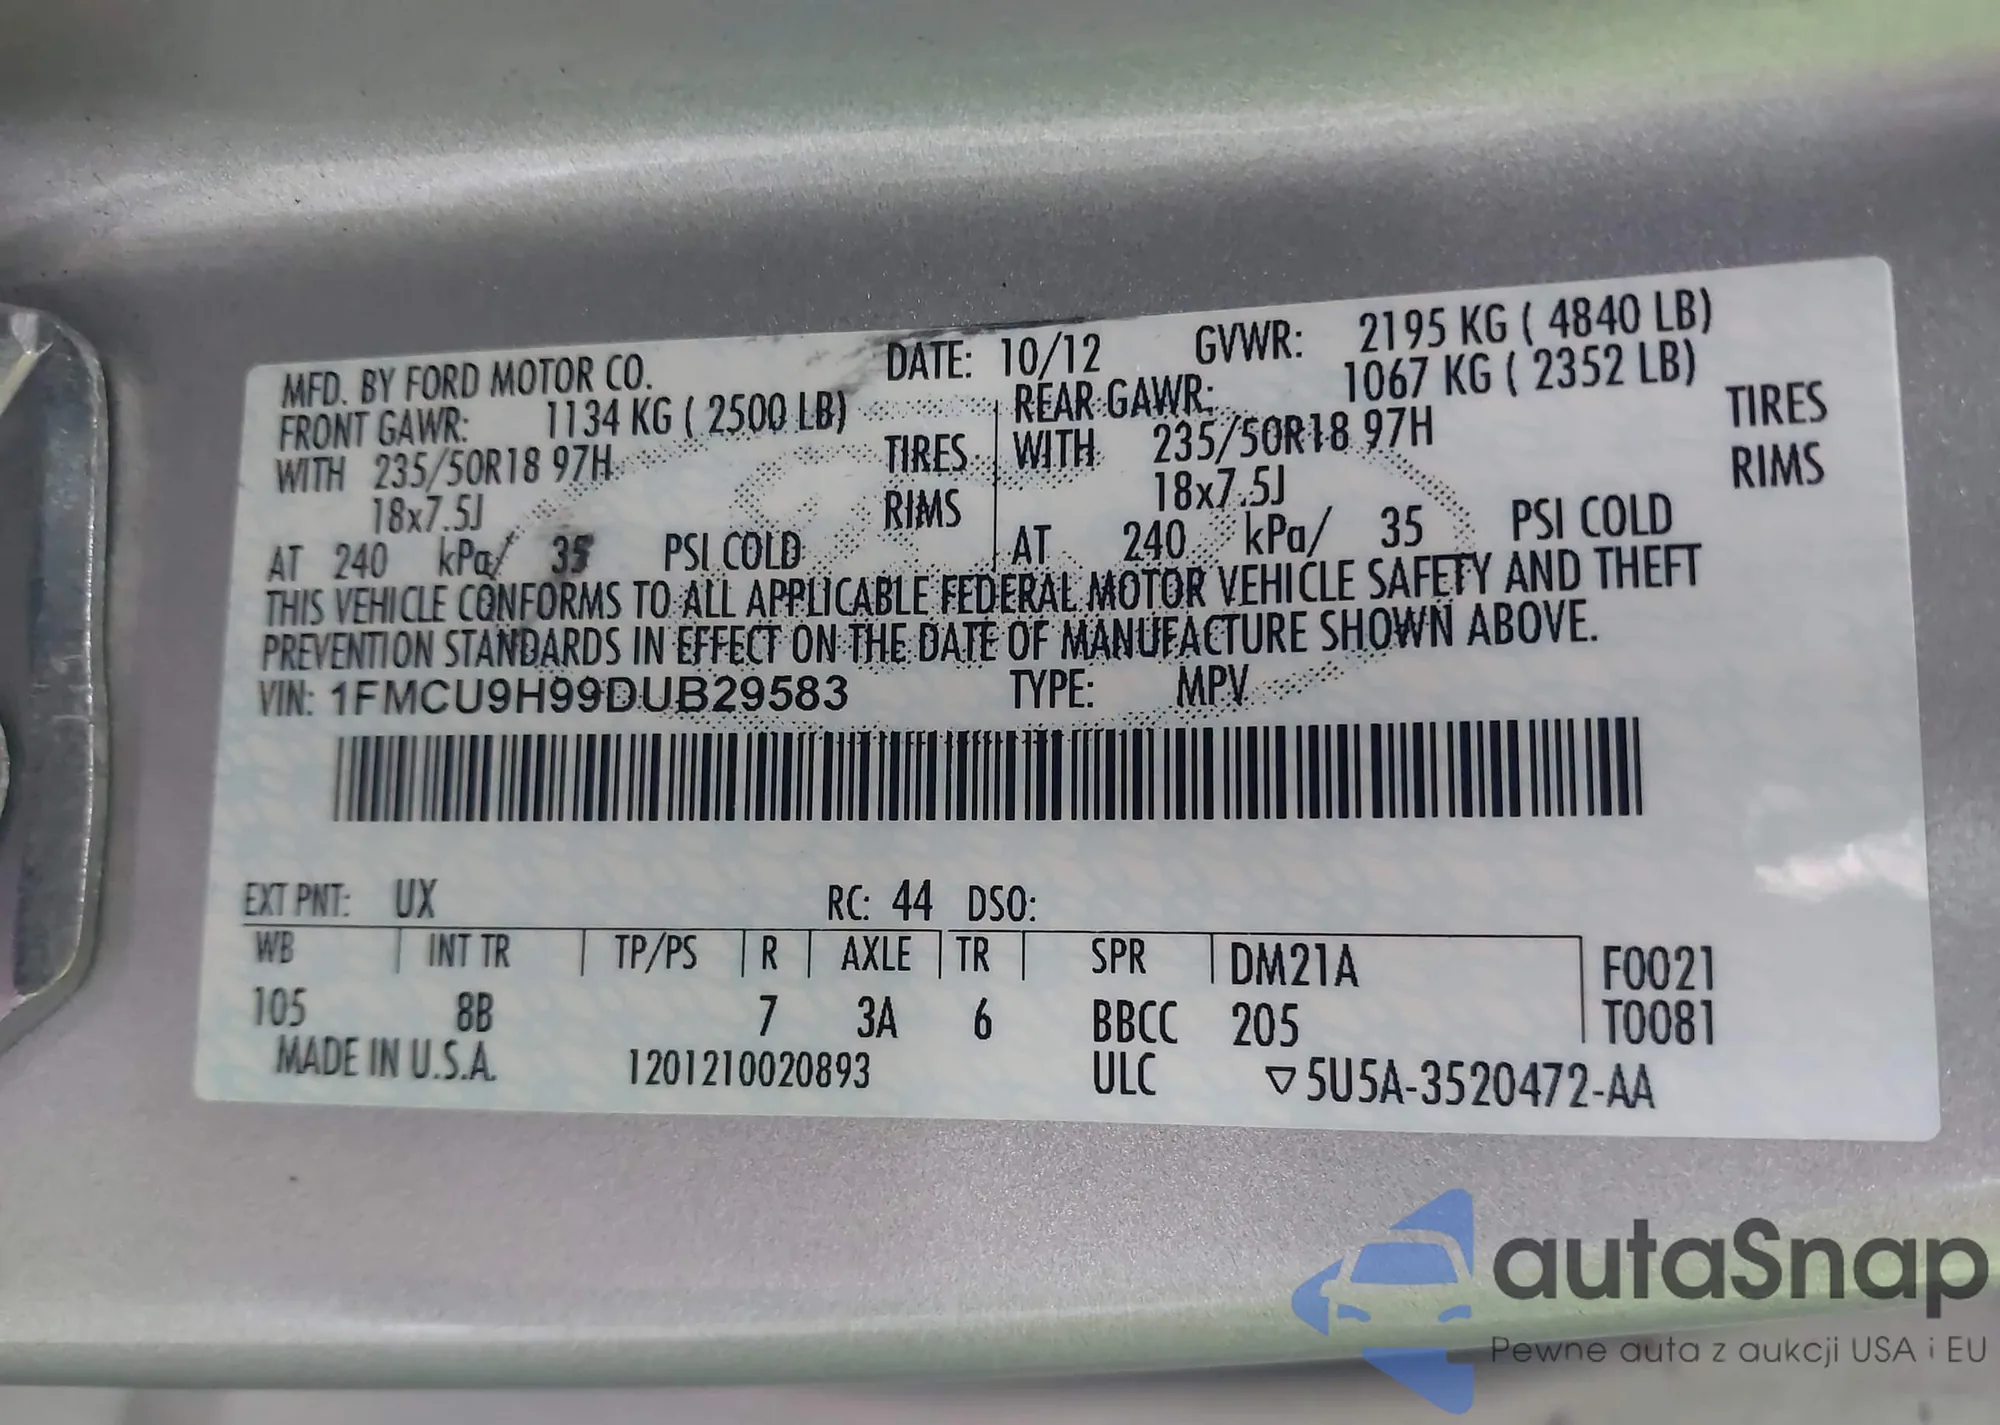 MFD. BY FORD MOTOR CO. DATE: 10/12 GVWR: 2195 KG ( 4840 LB)
FRONT GAWR: 1134 KG ( 2500 LB) REAR GAWR: 1067 KG ( 2352 LB)
WITH 235/50R18 97H TIRES WITH 235/50R18 97H TIRES
18x7.5J RIMS 18x7.5J RIMS
AT 240 kPa/ 35 PSI COLD AT 240 kPa/ 35 PSI COLD
THIS VEHICLE CONFORMS TO ALL APPLICABLE FEDERAL MOTOR VEHICLE SAFETY AND THEFT
PREVENTION STANDARDS IN EFFECT ON THE DATE OF MANUFACTURE SHOWN ABOVE.
VIN: 1FMCU9H99DUB29583 TYPE: MPV
EXT PNT: UX RC: 44 DSO:
WB INT TR TP/PS R AXLE TR SPR DM21A F0021
105 8B 7 3A 6 BBCC 205 T0081
MADE IN U.S.A. 1201210020893 ULC ▽5U5A-3520472-AA
autaSnap
Pewne auta z aukcji USA i EU